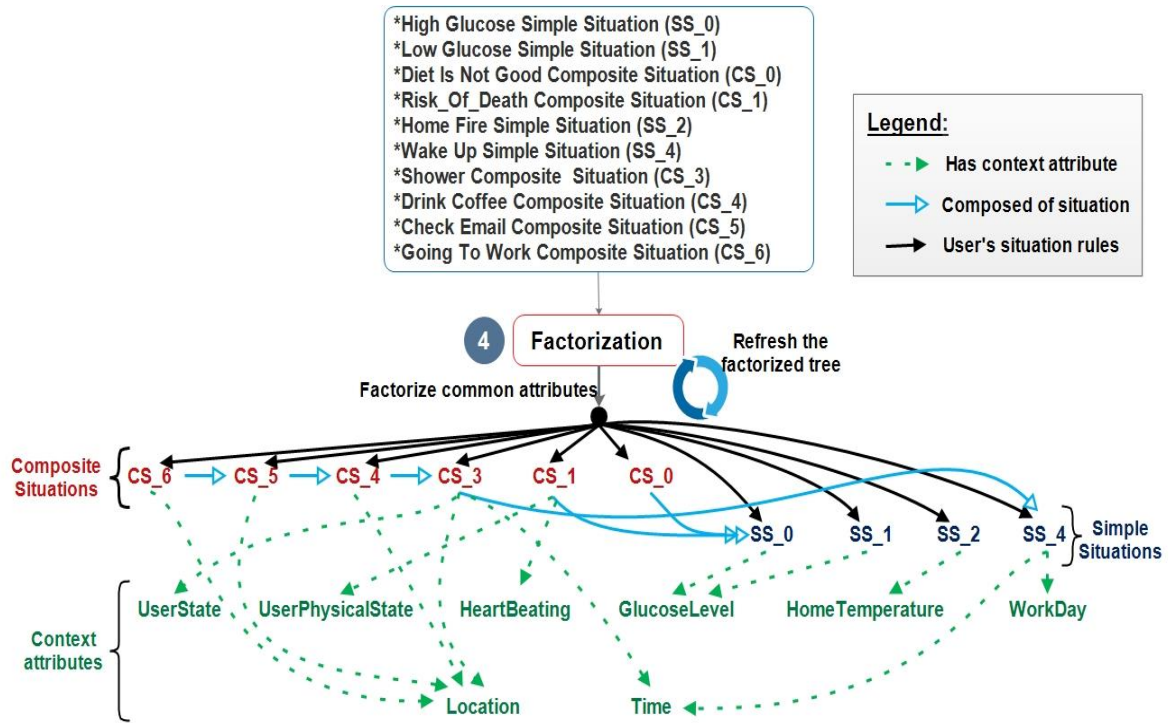 *High Glucose Simple Situation (SS_0)
*Low Glucose Simple Situation (SS_1)
*Diet Is Not Good Composite Situation (CS_0)
*Risk_Of_Death Composite Situation (CS_1)
*Home Fire Simple Situation (SS_2)
*Wake Up Simple Situation (SS_4)
*Shower Composite Situation (CS_3)
*Drink Coffee Composite Situation (CS_4)
*Check Email Composite Situation (CS_5)
*Going To Work Composite Situation (CS_6)
Legend:
Has context attribute
Composed of situation
User's situation rules
4
Factorization
Refresh the
factorized tree
Factorize common attributes
Composite
Situations
CS_6
CS_5
CS_4
CS_3
CS_1
CS_0
SS_0
SS_1
SS_2
SS_4
Simple
Situations
Context
attributes
UserState
UserPhysicalState
HeartBeating
GlucoseLevel
HomeTemperature
WorkDay
Location
Time